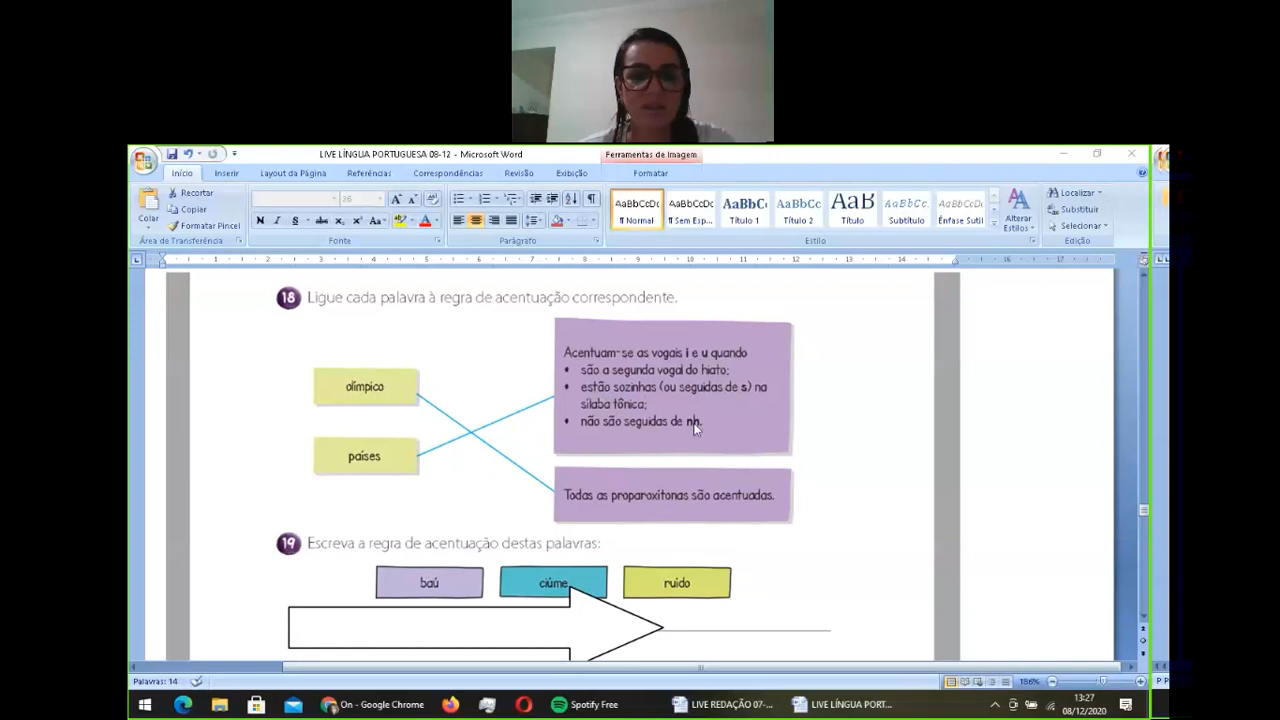 LIVE LÍNGUA PORTUGUESA 08-12 - Microsoft Word
Ferramentas de Imagem
Início Inserir Layout da Página Referências Correspondências Revisão Exibição Formatar
Colar
Recortar
Copiar
Formatar Pincel
Área de Transferência
26
N I S abc
Fonte
Parágrafo
AaBbCcDc AaBbCcDc AaBbC AaBbCc AaB AaBbCc. AaBbCcDc
¶ Normal ¶ Sem Esp... Título 1 Título 2 Título Subtítulo Ênfase Sutil
Alterar Estilos
Estilo
Localizar
Substituir
Selecionar
Edição
18 Ligue cada palavra à regra de acentuação correspondente.
olímpico
países
Acentuam-se as vogais i e u quando
• são a segunda vogal do hiato;
• estão sozinhas (ou seguidas de s) na
sílaba tônica;
• não são seguidas de nh.
Todas as proparoxítonas são acentuadas.
19 Escreva a regra de acentuação destas palavras:
baú ciúme ruído
Palavras: 14
186%
On - Google Chrome
Spotify Free
LIVE REDAÇÃO 07-...
LIVE LÍNGUA PORT...
13:27
08/12/2020